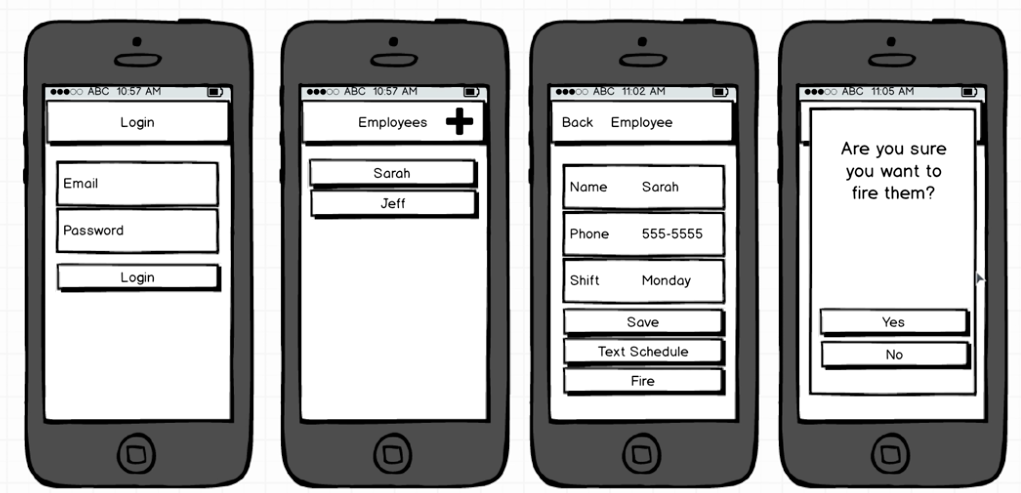 ABC 10:57 AM
Login
Email
Password
Login
ABC 10:57 AM
Employees
Sarah
Jeff
ABC 11:02 AM
Back Employee
Name Sarah
Phone 555-5555
Shift Monday
Save
Text Schedule
Fire
ABC 11:05 AM
Are you sure
you want to
fire them?
Yes
No